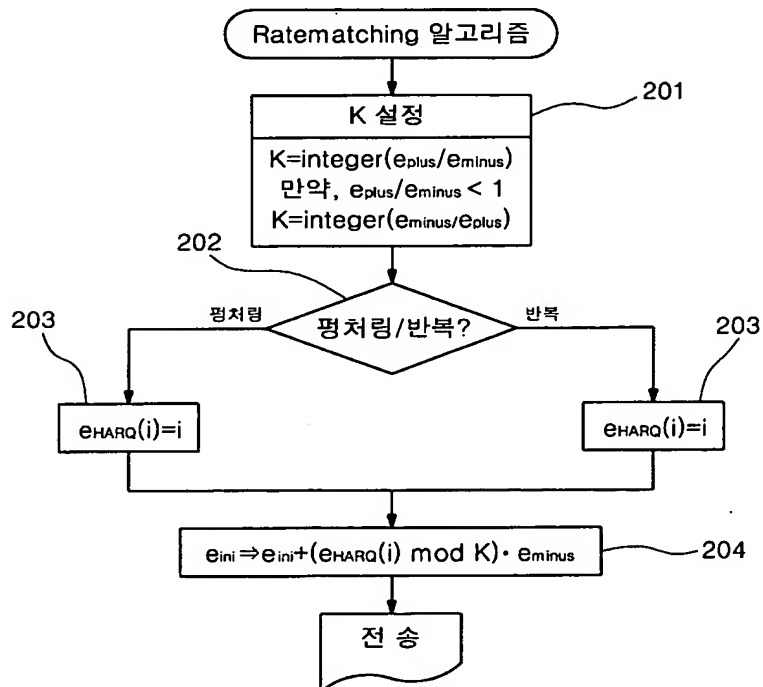 Ratematching 알고리즘
201
K 설정
K=integer(eplus/eminus)
만약, eplus/eminus < 1
K=integer(eminus/eplus)
202
펑처링
펑처링/반복?
반복
203
203
eHARQ(i)=i
eHARQ(i)=i
eini⇒eini+(eHARQ(i) mod K)· eminus
204
전 송